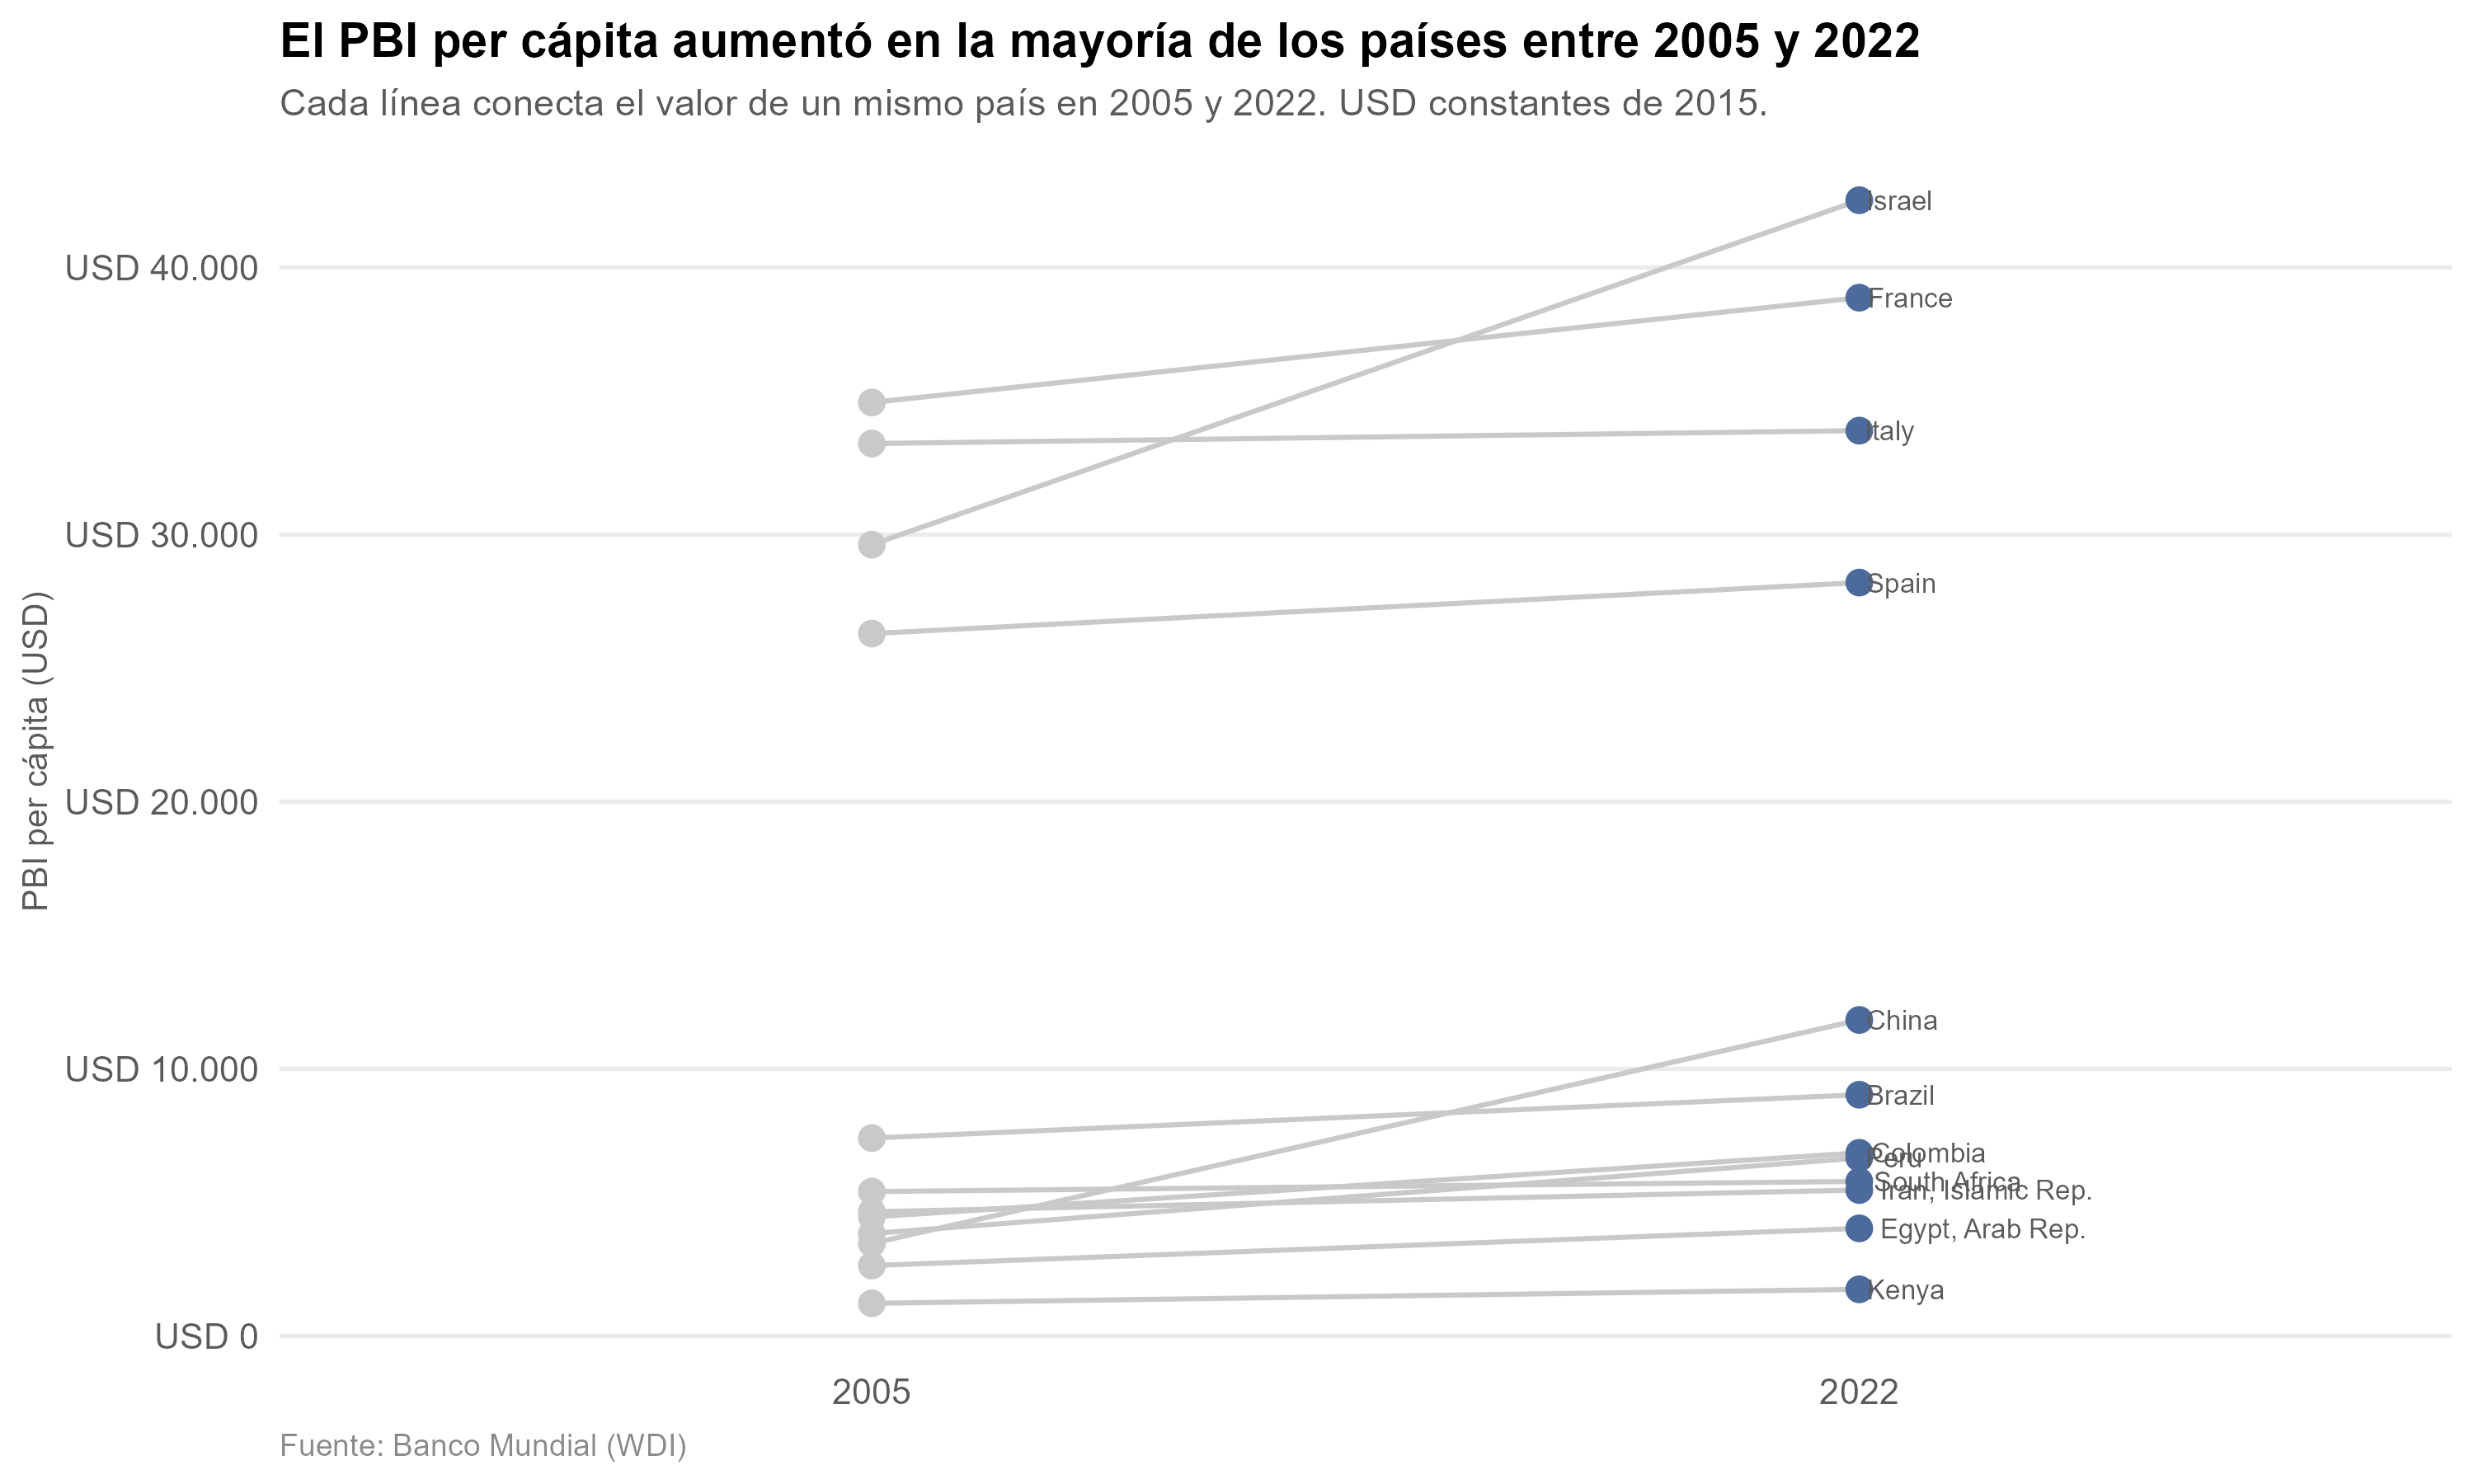 El PBI per cápita aumentó en la mayoría de los países entre 2005 y 2022
Cada línea conecta el valor de un mismo país en 2005 y 2022. USD constantes de 2015.
PBI per cápita (USD)
USD 40.000
USD 30.000
USD 20.000
USD 10.000
USD 0
Israel
France
Italy
Spain
China
Brazil
Colombia
Peru
South Africa
Iran, Islamic Rep.
Egypt, Arab Rep.
Kenya
2005
2022
Fuente: Banco Mundial (WDI)